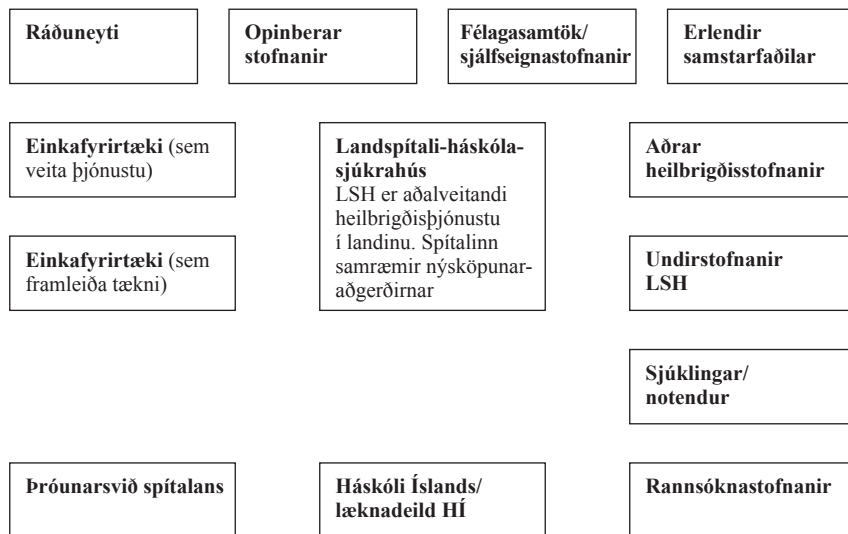 Ráðuneyti
Opinberar
stofnanir
Félagasamtök/
sjálfseignastofnanir
Erlendir
samstarfaðilar
Einkafyrirtæki (sem
veita þjónustu)
Landspítali-háskóla-
sjúkrahús
LSH er aðalveitandi
heilbrigðisþjónustu
í landinu. Spítalinn
samræmir nýsköpunar-
aðgerðirnar
Aðrar
heilbrigðisstofnanir
Einkafyrirtæki (sem
framleiða tækni)
Undirstofnanir
LSH
Sjúklingar/
notendur
Þróunarsvið spítalans
Háskóli Íslands/
læknadeild HÍ
Rannsóknastofnanir